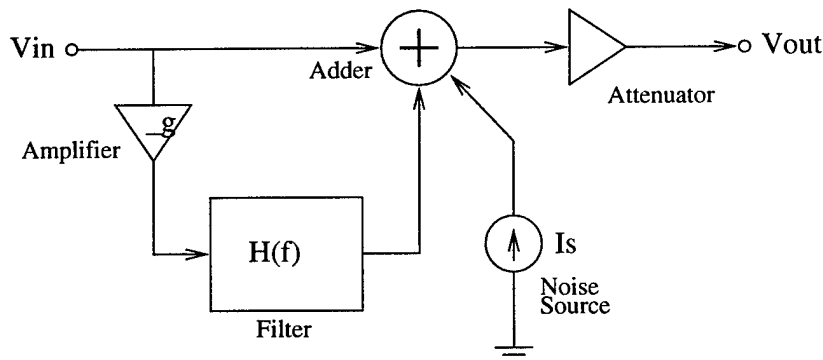 Vin
Adder
+
Vout
Attenuator
-g
Amplifier
H(f)
Filter
Is
Noise
Source